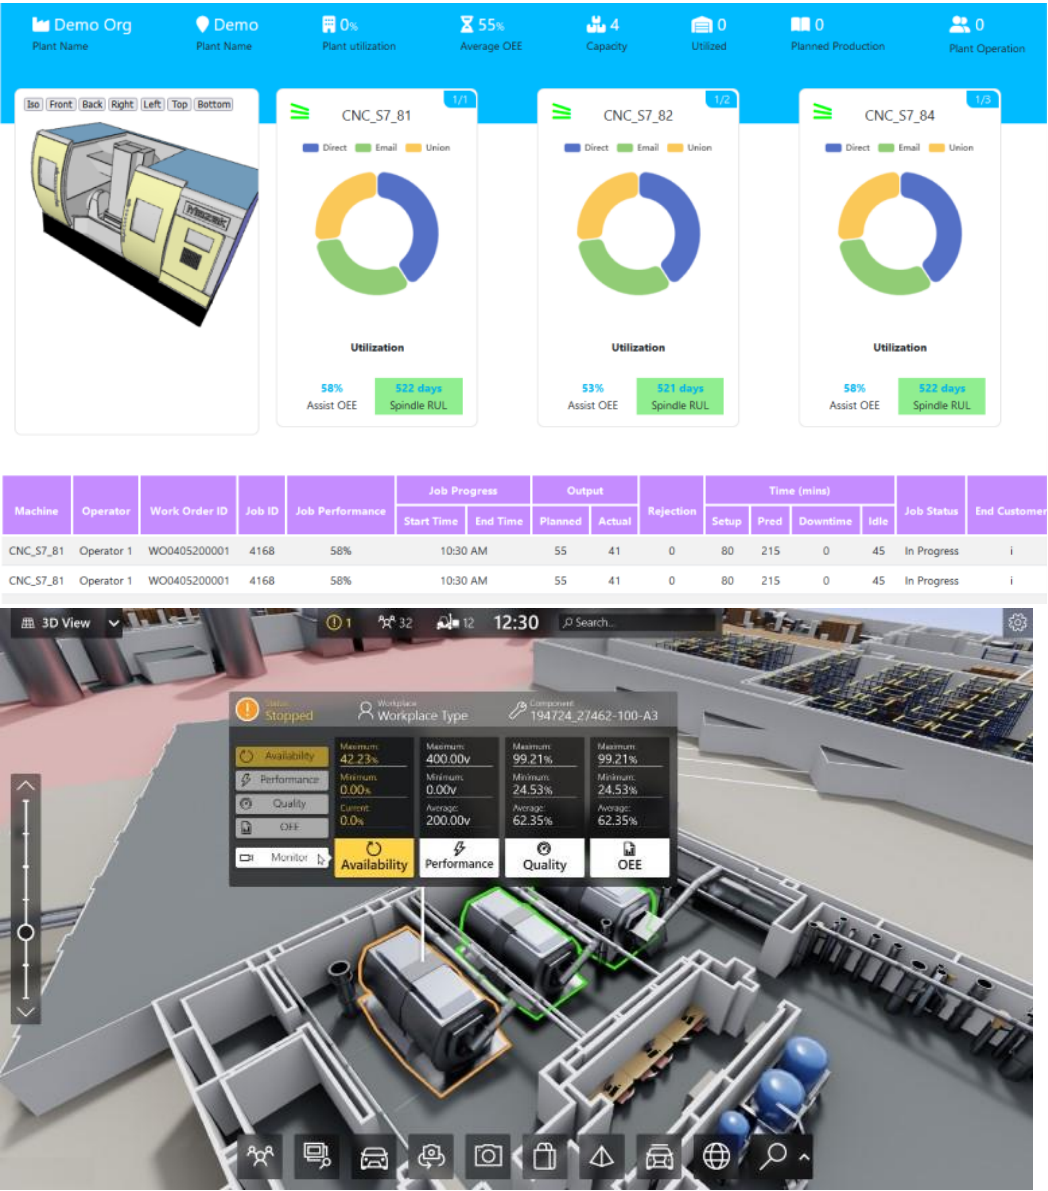 Demo Org
Plant Name
Demo
Plant Name
0%
Plant utilization
55%
Average OEE
4
Capacity
0
Utilized
0
Planned Production
0
Plant Operation
Iso Front Back Right Left Top Bottom
1/1
CNC_S7_81
Direct Email Union
Utilization
58%
Assist OEE
522 days
Spindle RUL
1/2
CNC_S7_82
Direct Email Union
Utilization
53%
Assist OEE
521 days
Spindle RUL
1/3
CNC_S7_84
Direct Email Union
Utilization
58%
Assist OEE
522 days
Spindle RUL
Job Progress Output Time (mins)
Machine Operator Work Order ID Job ID Job Performance Rejection Job Status End Customer
Start Time End Time Planned Actual Setup Pred Downtime Idle
CNC_S7_81 Operator 1 WO0405200001 4168 58% 10:30 AM 55 41 0 80 215 0 45 In Progress i
CNC_S7_81 Operator 1 WO0405200001 4168 58% 10:30 AM 55 41 0 80 215 0 45 In Progress i
3D View 1 32 12 12:30 Search...
Status
Stopped
Workplace
Workplace Type
Component
194724_27462-100-A3
Availability
Performance
Quality
OEE
Monitor
Maximum: Maximum: Maximum: Maximum:
42.23% 400.00v 99.21% 99.21%
Minimum: Minimum: Minimum: Minimum:
0.00% 0.00v 24.53% 24.53%
Current: Average: Average: Average:
0.0% 200.00v 62.35% 62.35%
Availability Performance Quality OEE